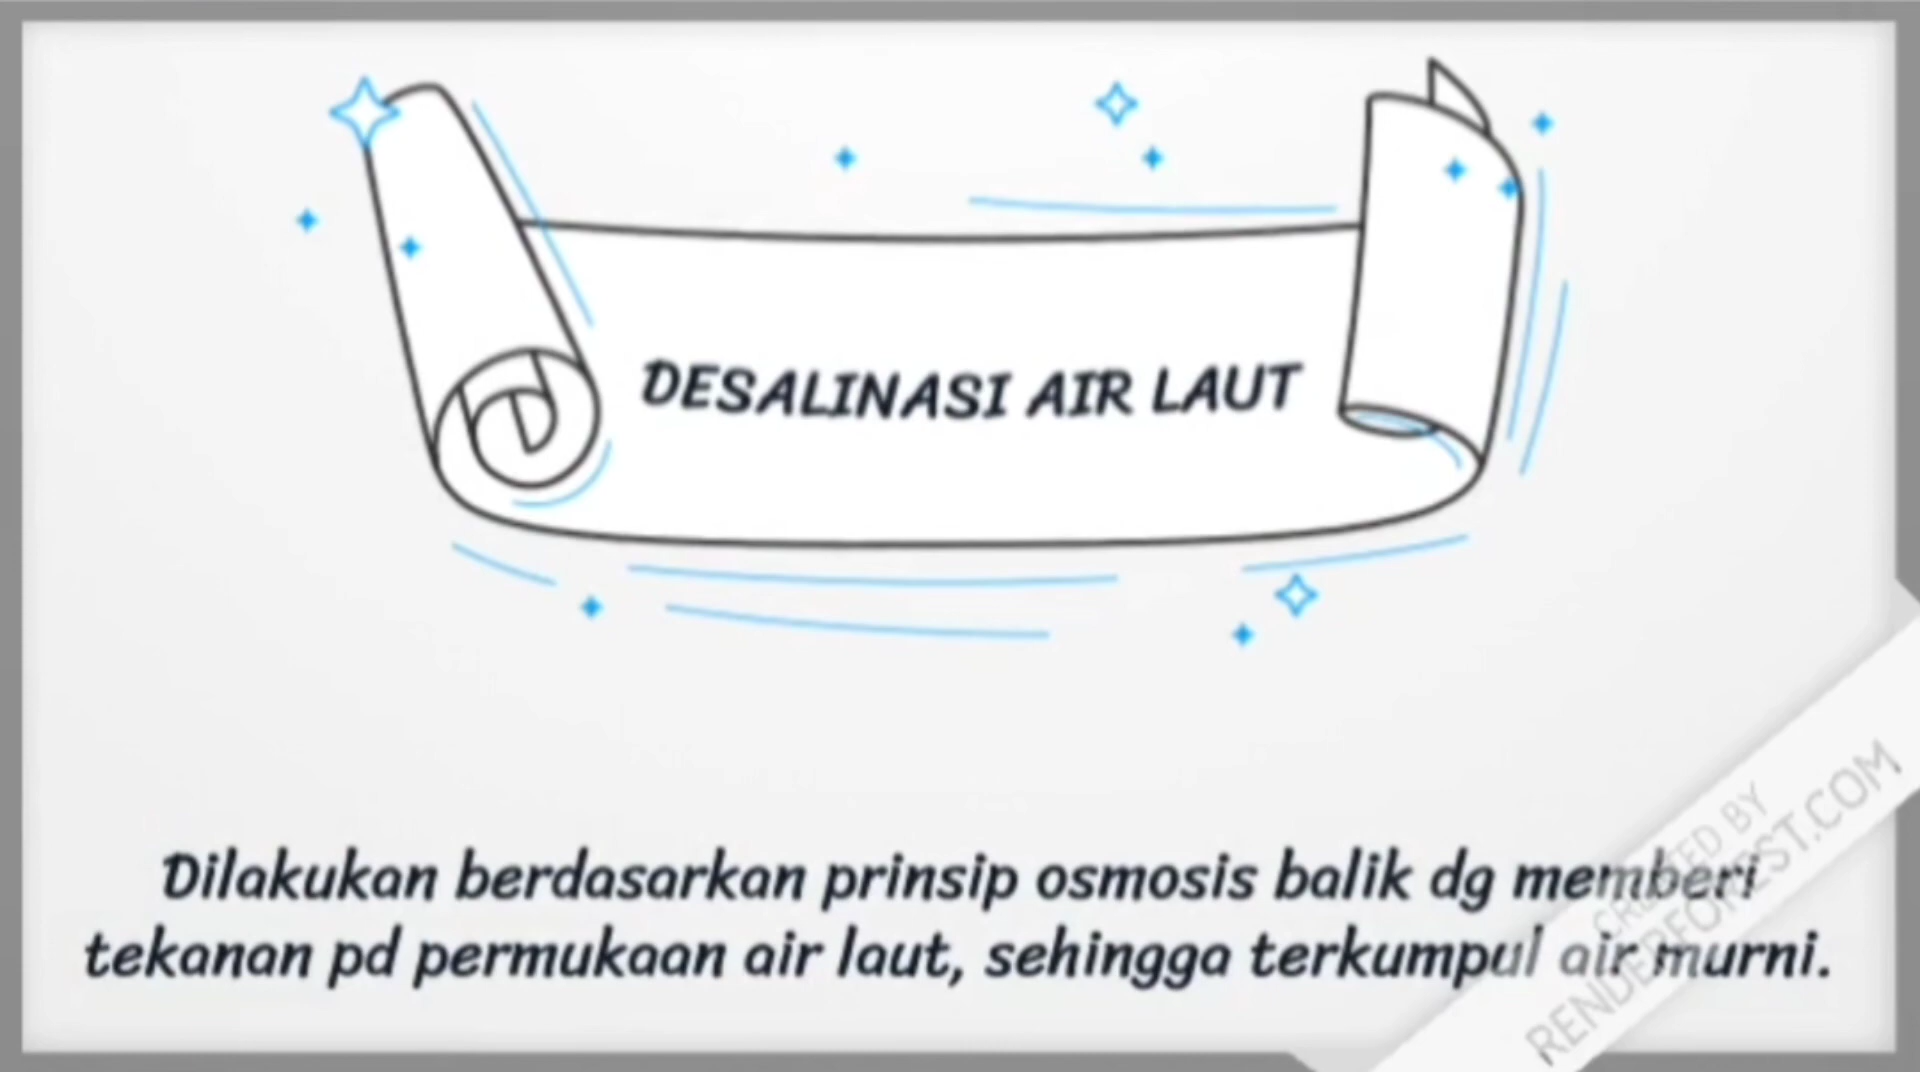 DESALINASI AIR LAUT
Dilakukan berdasarkan prinsip osmosis balik dg memberi
tekanan pd permukaan air laut, sehingga terkumpul air murni.
CREATED BY
RENDERFOREST.COM